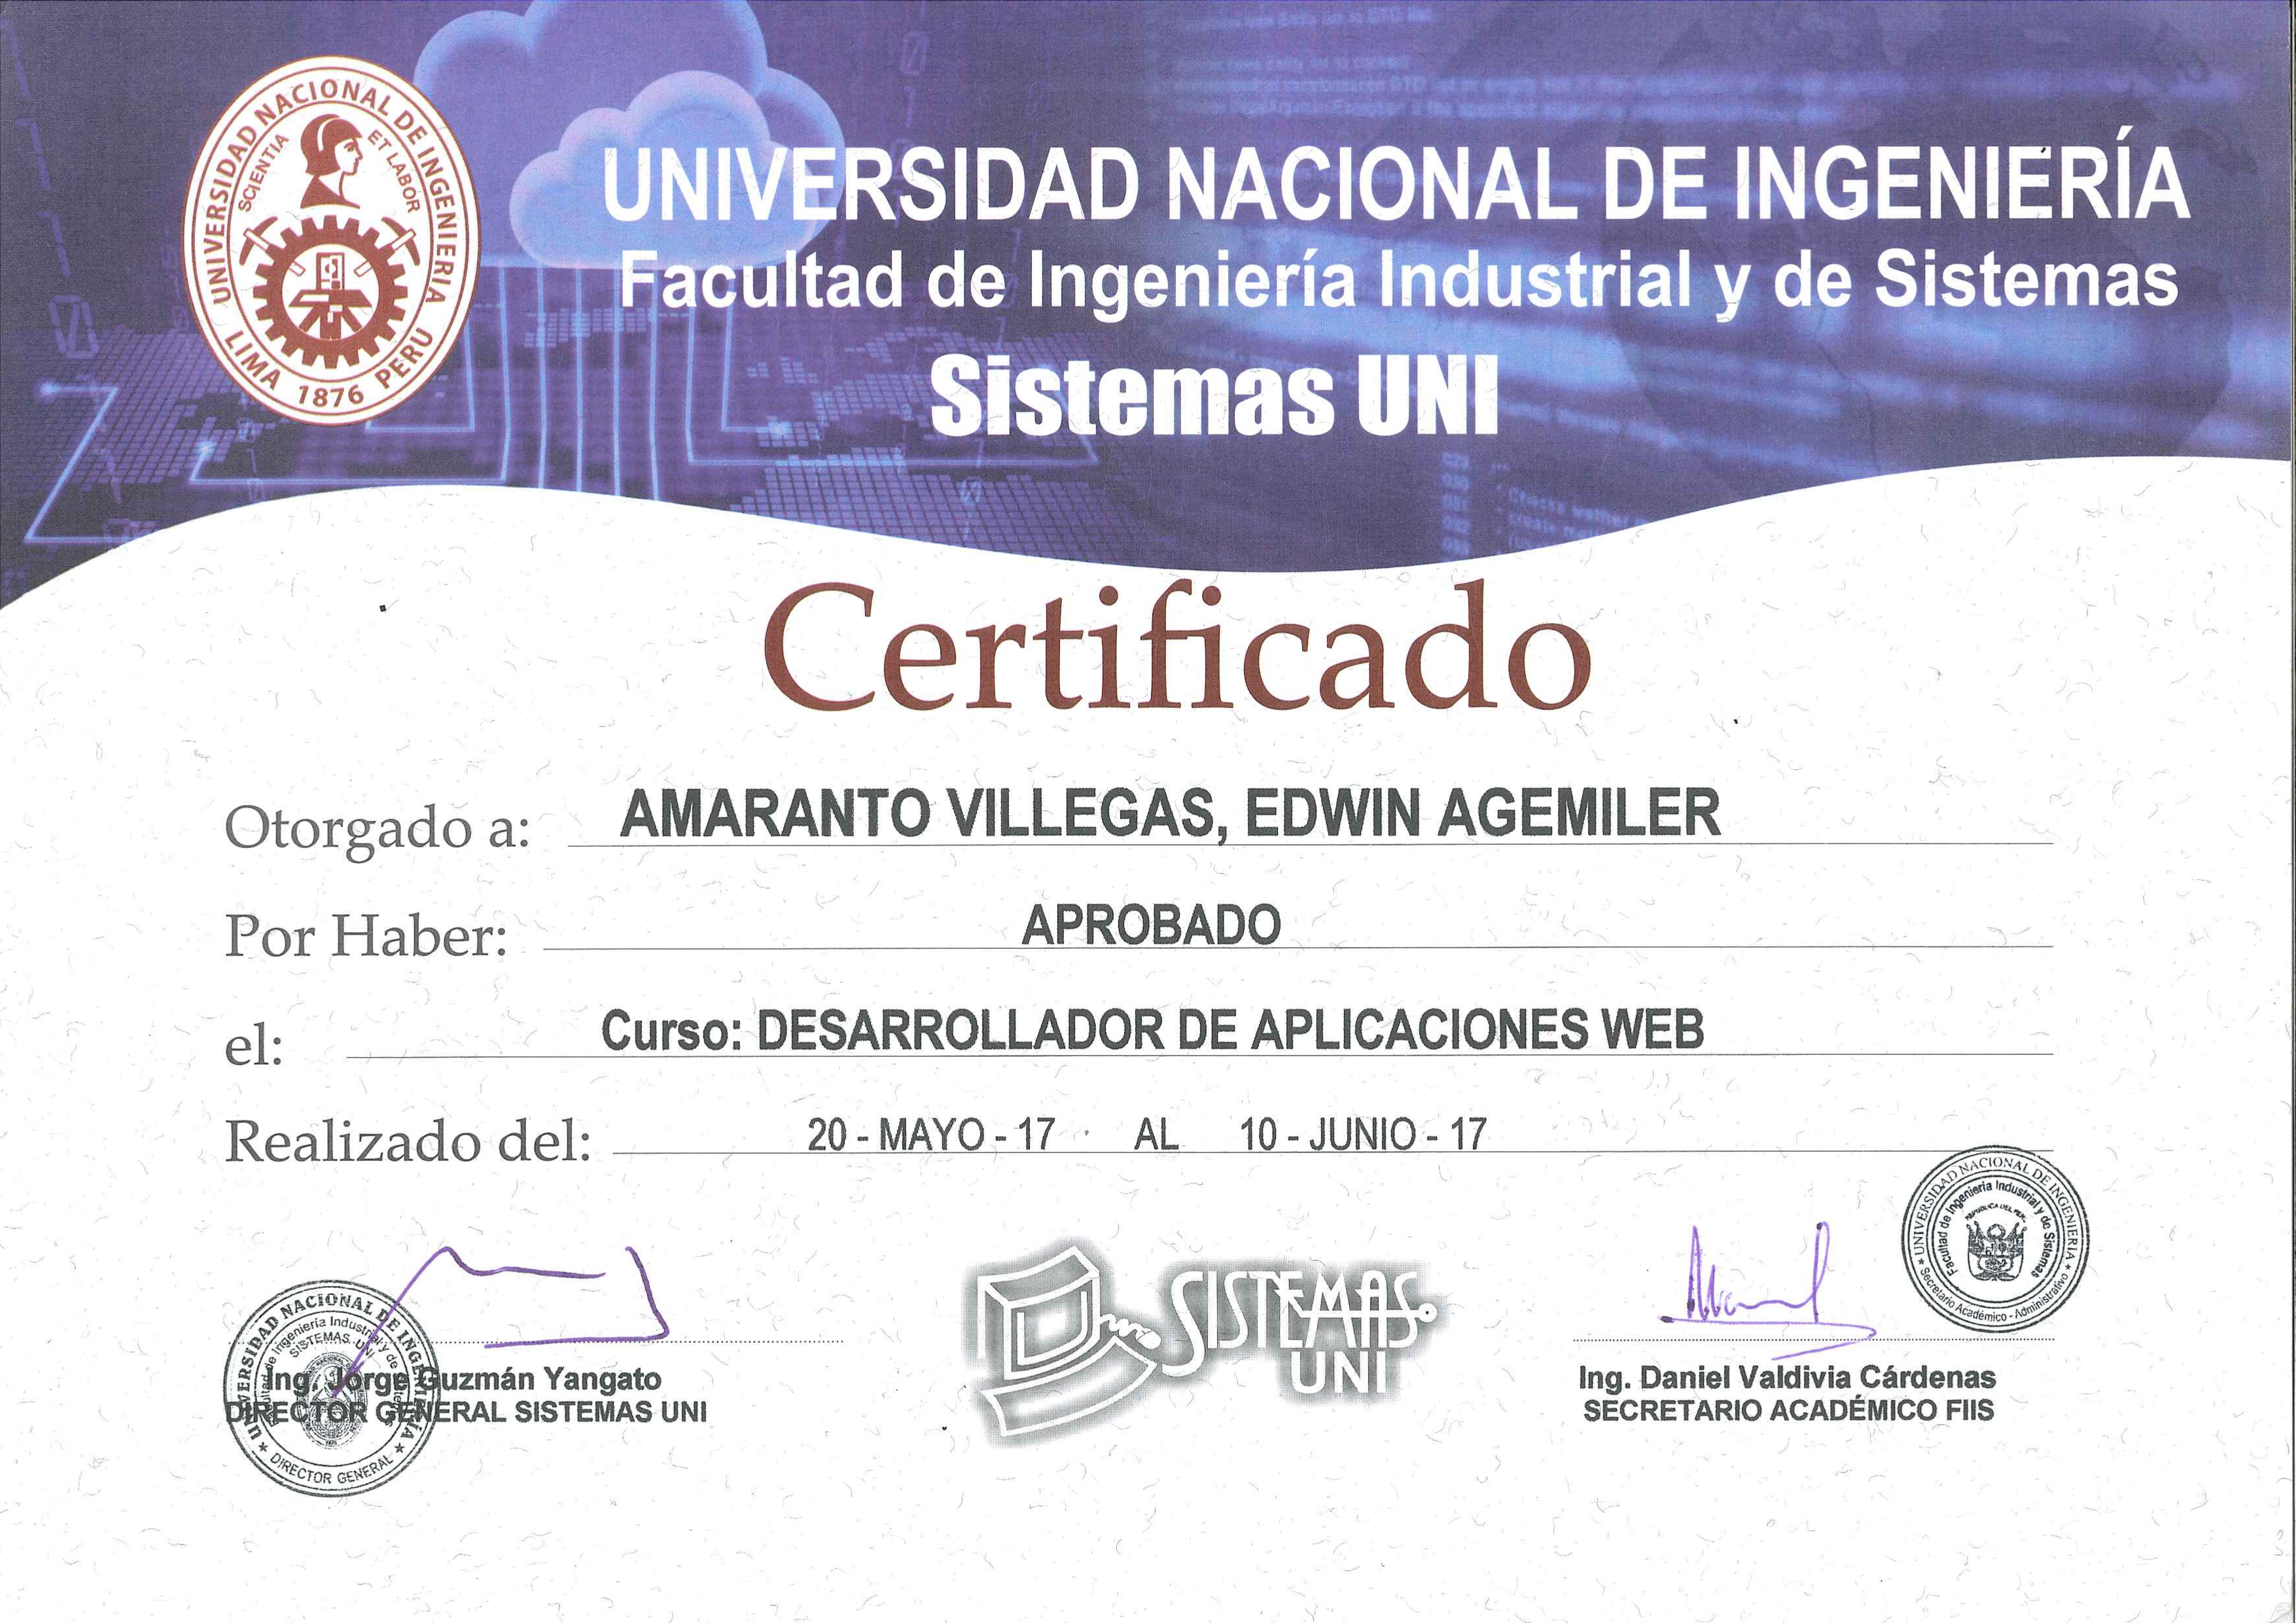 UNIVERSIDAD NACIONAL DE INGENIERIA
SCIENTIA ET LABOR
LIMA 1876 PERU
UNIVERSIDAD NACIONAL DE INGENIERÍA
Facultad de Ingeniería Industrial y de Sistemas
Sistemas UNI
Certificado
Otorgado a: AMARANTO VILLEGAS, EDWIN AGEMILER
Por Haber: APROBADO
el: Curso: DESARROLLADOR DE APLICACIONES WEB
Realizado del: 20 - MAYO - 17 AL 10 - JUNIO - 17
UNIVERSIDAD NACIONAL DE INGENIERÍA
Facultad de Ingeniería Industrial y de Sistemas
SISTEMAS UNI
DIRECTOR GENERAL
Ing. Jorge Guzmán Yangato
DIRECTOR GENERAL SISTEMAS UNI
SISTEMAS
UNI
UNIVERSIDAD NACIONAL DE INGENIERIA
Facultad de Ingeniería Industrial y de Sistemas
REPUBLICA DEL PERU
Secretario Académico - Administrativo
Ing. Daniel Valdivia Cárdenas
SECRETARIO ACADÉMICO FIIS